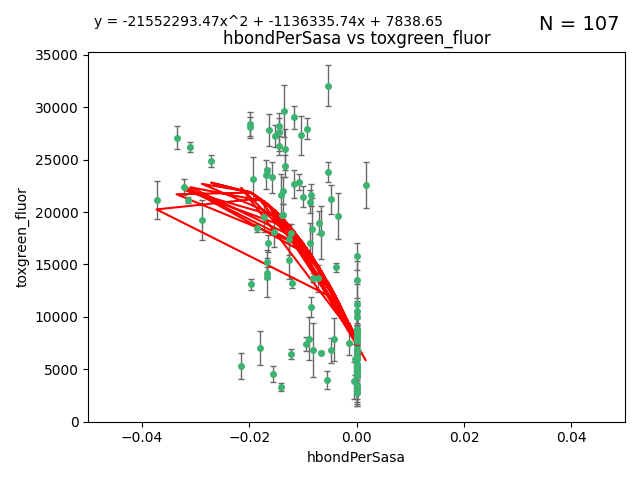 y = -21552293.47x^2 + -1136335.74x + 7838.65
N = 107
hbondPerSasa vs toxgreen_fluor
35000
30000
25000
20000
15000
10000
5000
0
toxgreen_fluor
−0.04
−0.02
0.00
0.02
0.04
hbondPerSasa